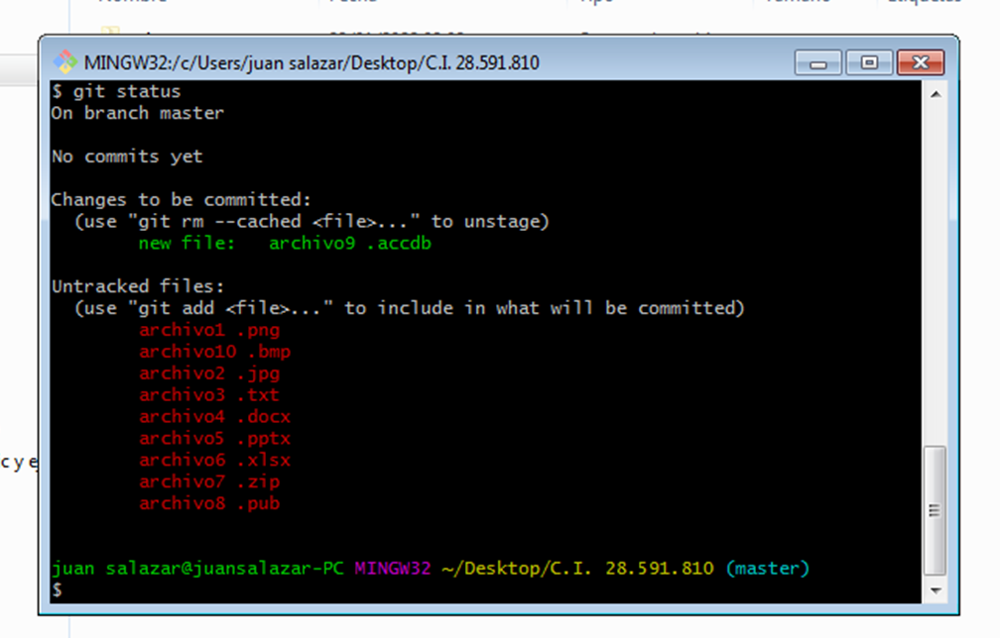 MINGW32:/c/Users/juan salazar/Desktop/C.I. 28.591.810
$ git status
On branch master
No commits yet
Changes to be committed:
(use "git rm --cached <file>..." to unstage)
new file:   archivo9 .accdb
Untracked files:
(use "git add <file>..." to include in what will be committed)
archivo1 .png
archivo10 .bmp
archivo2 .jpg
archivo3 .txt
archivo4 .docx
archivo5 .pptx
archivo6 .xlsx
archivo7 .zip
archivo8 .pub
juan salazar@juansalazar-PC MINGW32 ~/Desktop/C.I. 28.591.810 (master)
$